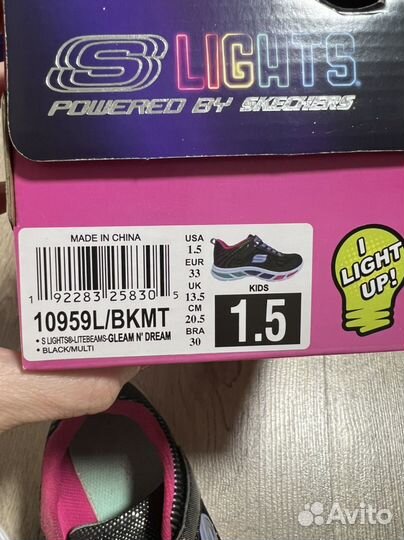 S LIGHTS
POWERED BY SKECHERS
MADE IN CHINA
1 92283 25830 5
10959L/BKMT
• S LIGHTS®-LITEBEAMS-GLEAM N' DREAM
• BLACK/MULTI
USA
1.5
EUR
33
UK
13.5
CM
20.5
BRA
30
KIDS
1.5
I
LIGHT
UP!
Avito